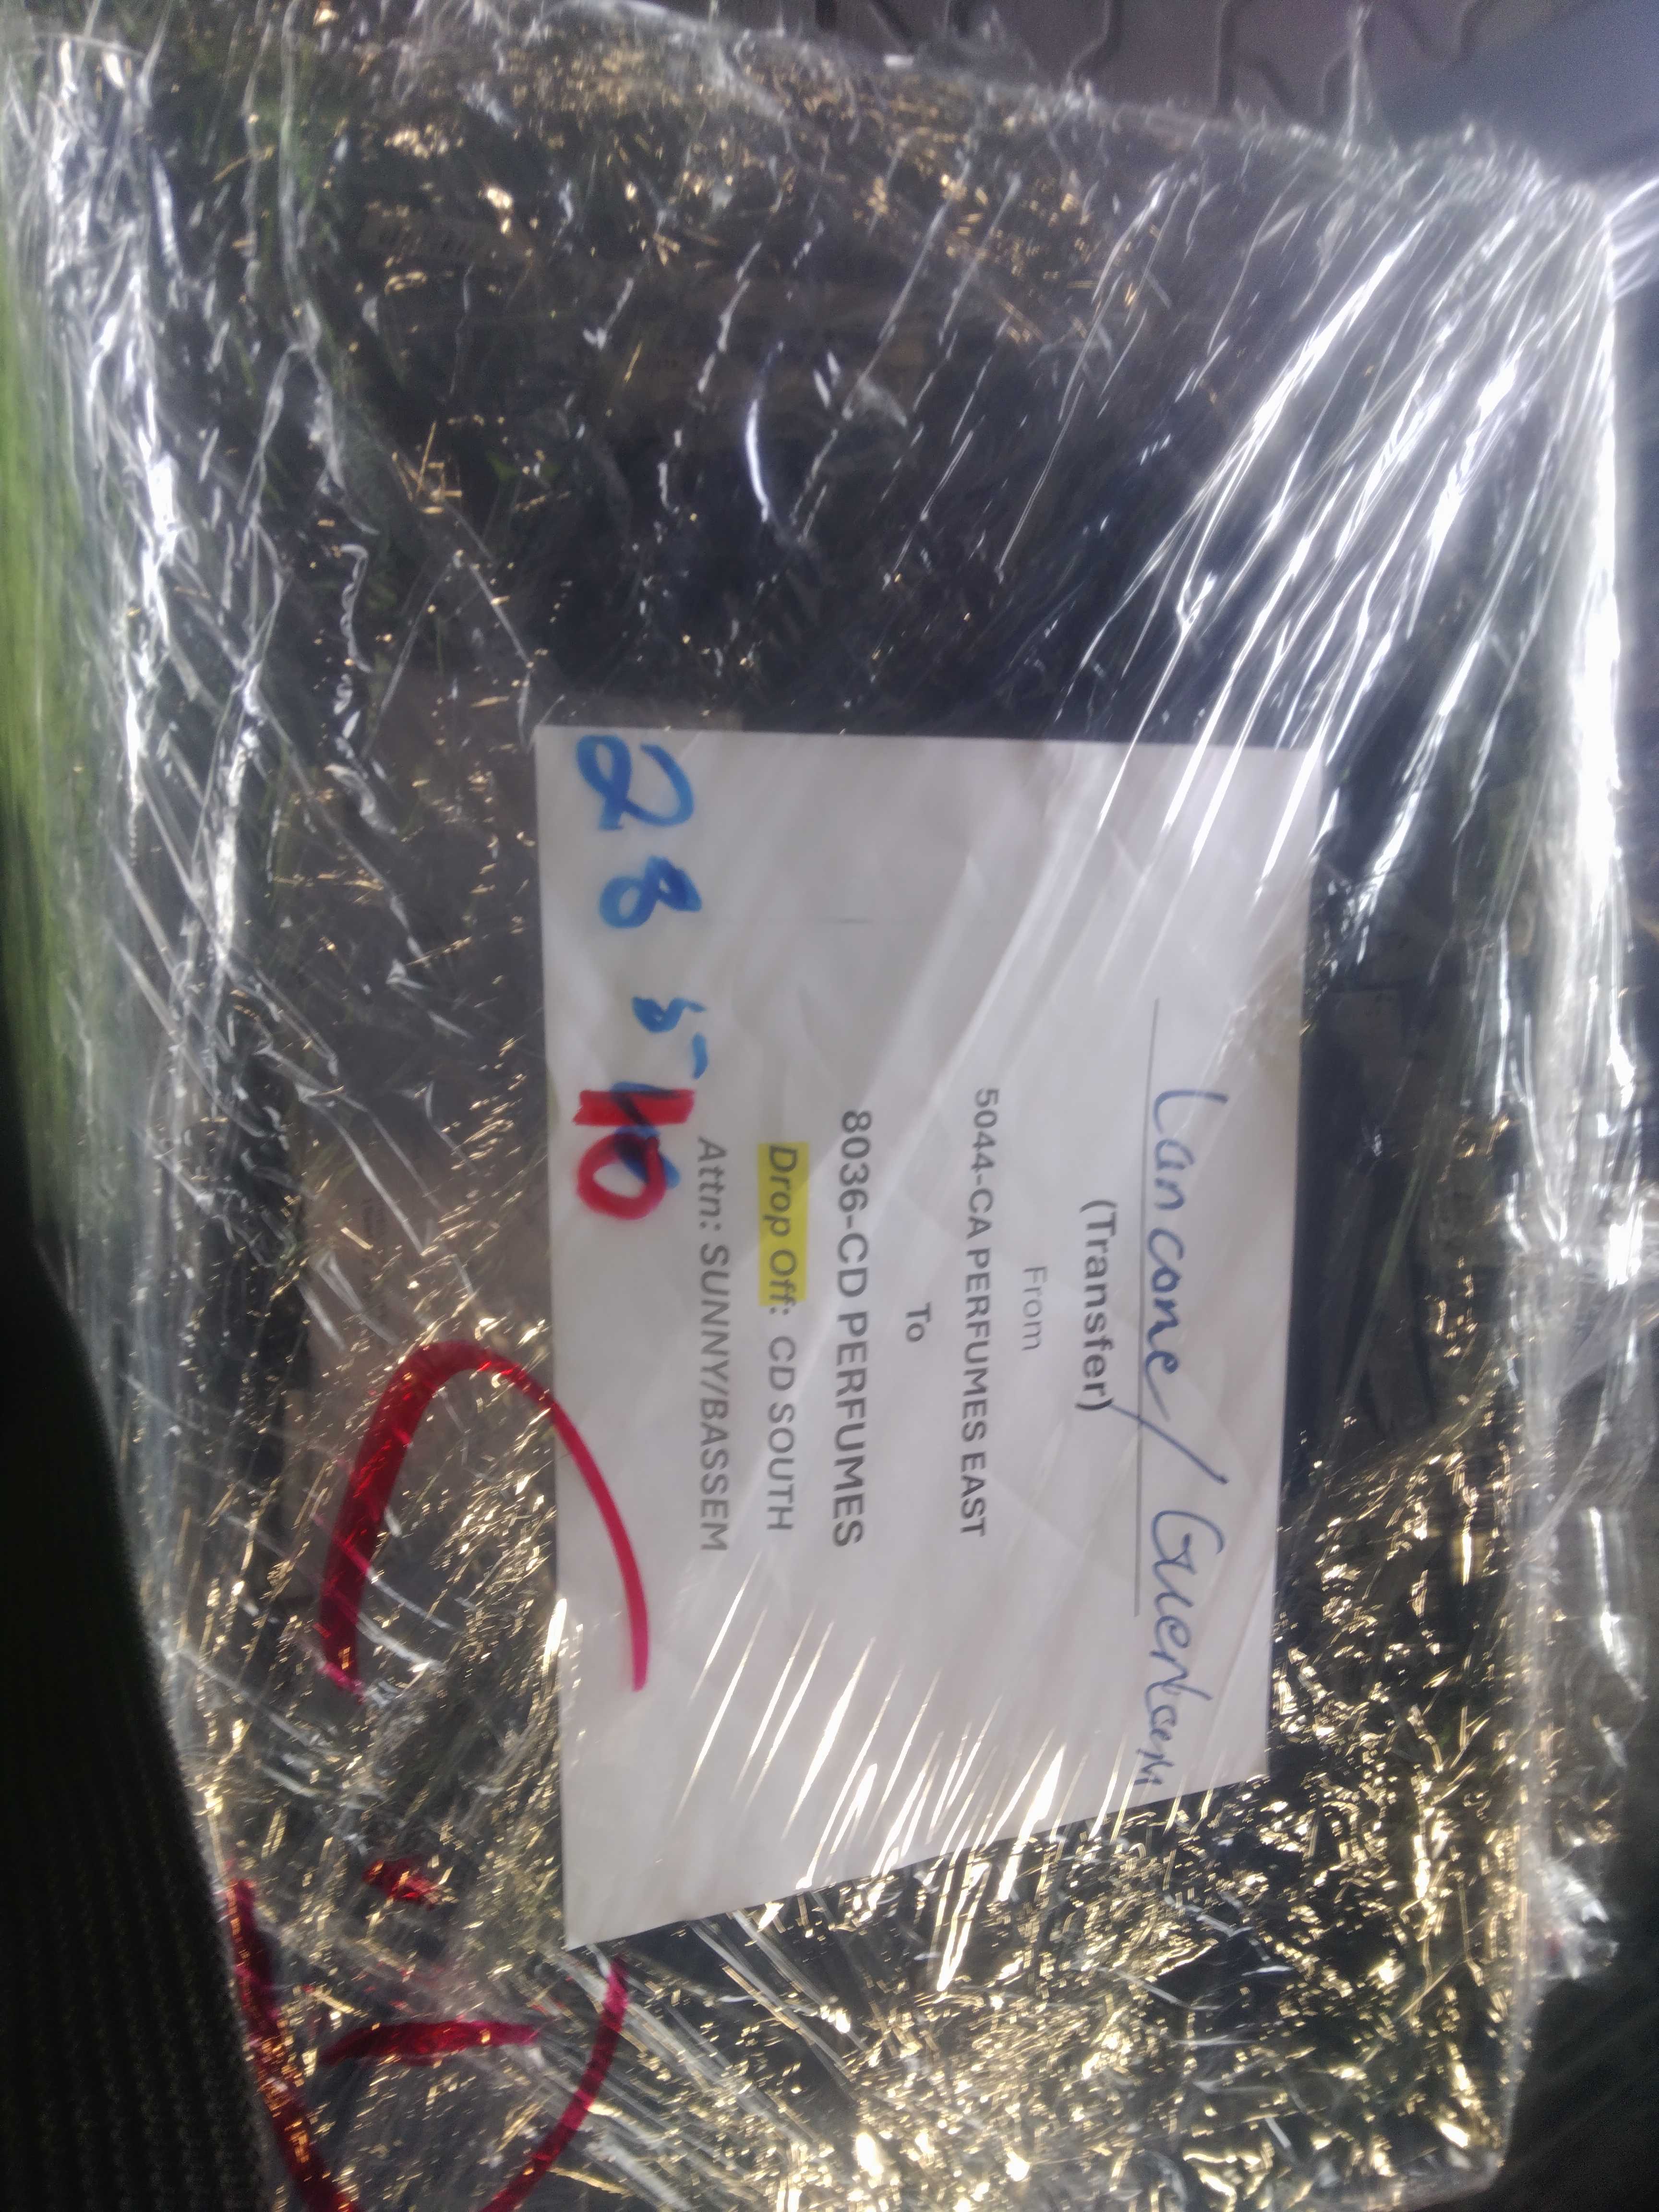 Lancome / Guerlain
(Transfer)
From
5044-CA PERFUMES EAST
To
8036-CD PERFUMES
Drop Off: CD SOUTH
Attn: SUNNY/BASSEM
28 10